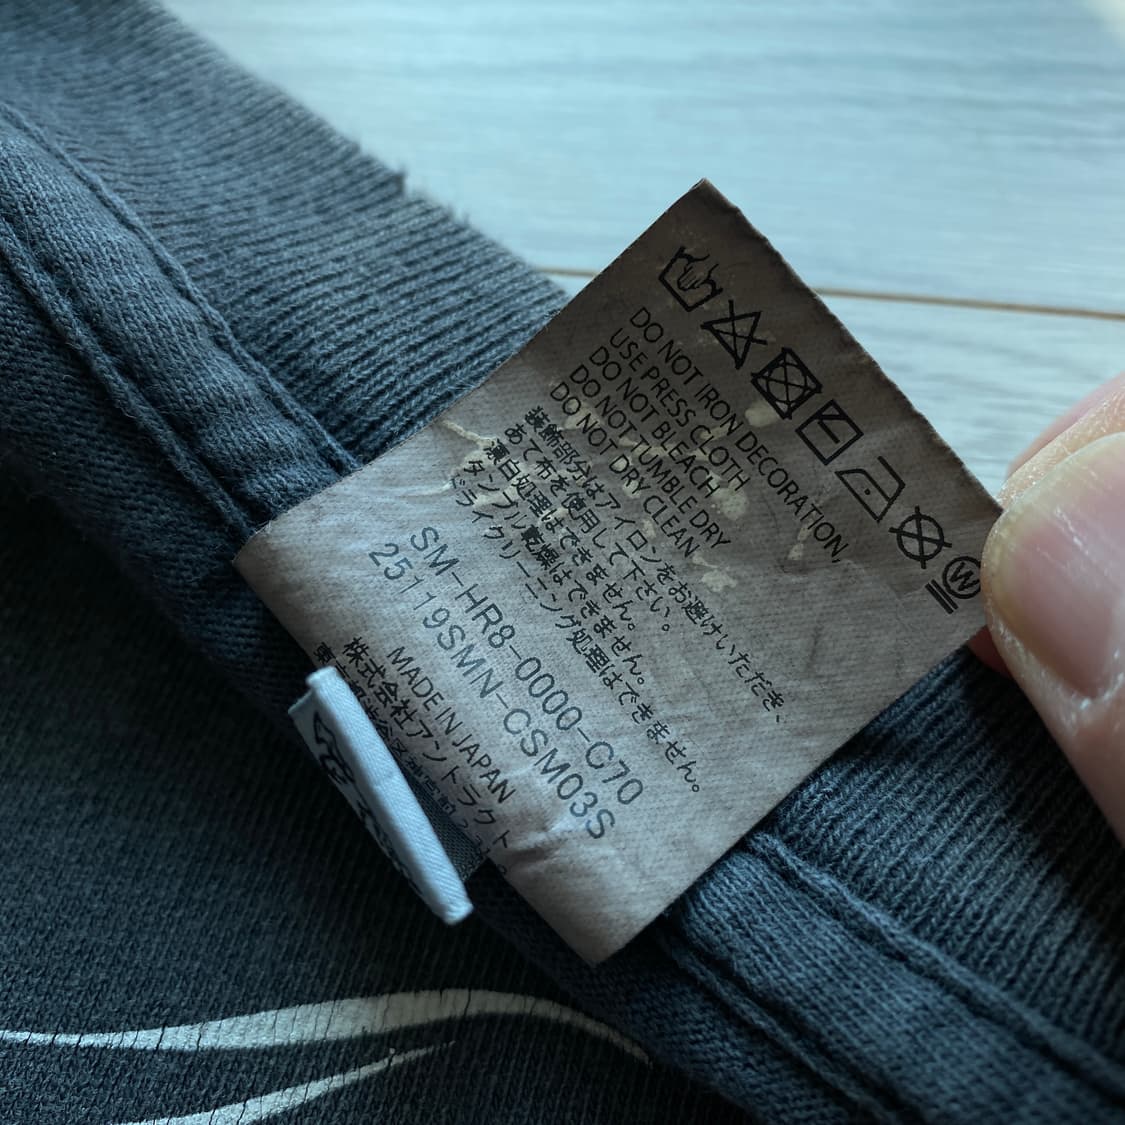 DO NOT IRON DECORATION,
USE PRESS CLOTH
DO NOT BLEACH
DO NOT TUMBLE DRY
DO NOT DRY CLEAN
装飾部分はアイロンをお避けいただき、
あて布を使用して下さい。
漂白処理はできません。
タンブル乾燥はできません。
ドライクリーニング処理はできません。
SM-HR8-0000-C70
25119SMN-CSM03S
MADE IN JAPAN
株式会社アントラクト